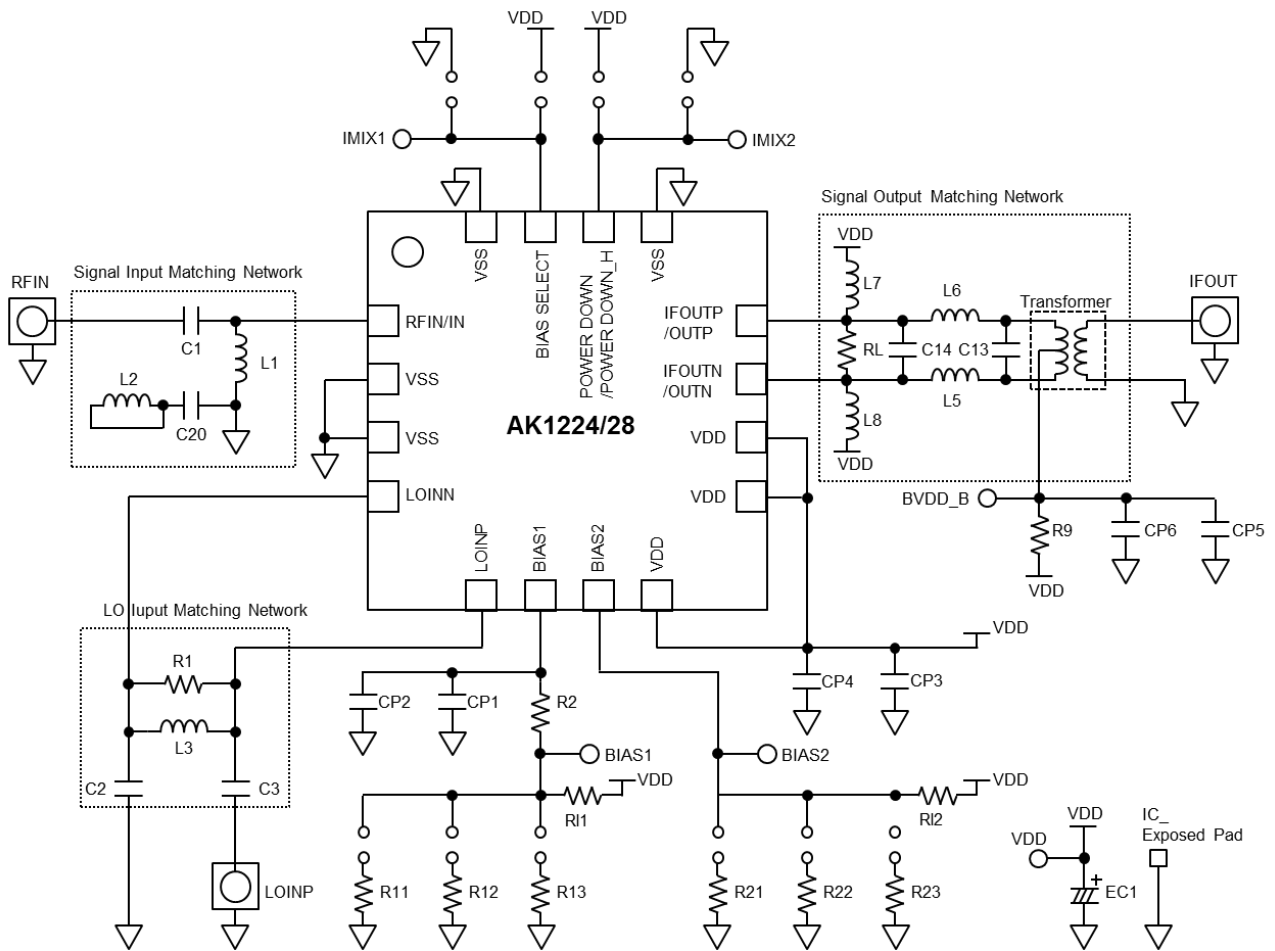 VDD VDD
IMIX1 IMIX2
VSS
BIAS SELECT
POWER DOWN
/POWER DOWN_H
VSS
Signal Output Matching Network
VDD
L7
L6
Transformer
IFOUT
Signal Input Matching Network
RFIN
C1
L1
L2
C20
RFIN/IN
VSS
VSS
LOINN
AK1224/28
IFOUTP
/OUTP
IFOUTN
/OUTN
VDD
VDD
RL
C14
C13
L5
L8
VDD
BVDD_B
R9
CP6
CP5
VDD
LOINP
BIAS1
BIAS2
VDD
LO Iuput Matching Network
R1
L3
C2
C3
LOINP
CP2
CP1
R2
BIAS1
VDD
RI1
R11
R12
R13
VDD
CP4
CP3
BIAS2
VDD
RI2
R21
R22
R23
VDD
VDD
EC1
IC_
Exposed Pad